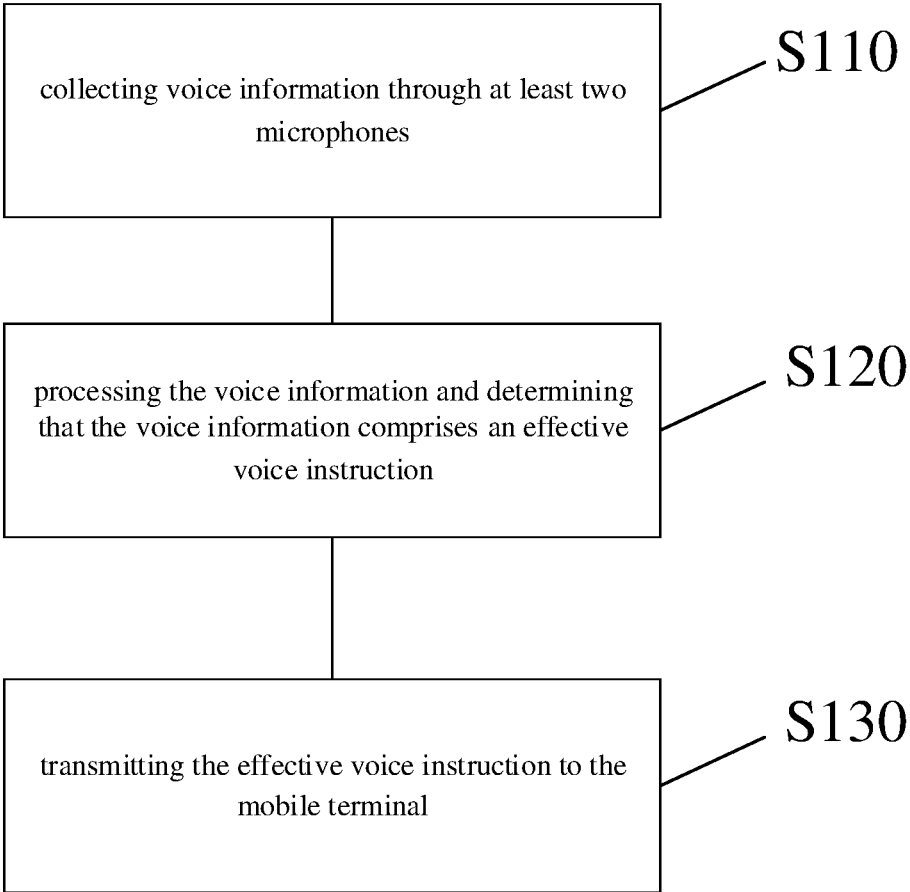 collecting voice information through at least two
microphones
S110
processing the voice information and determining
that the voice information comprises an effective
voice instruction
S120
transmitting the effective voice instruction to the
mobile terminal
S130